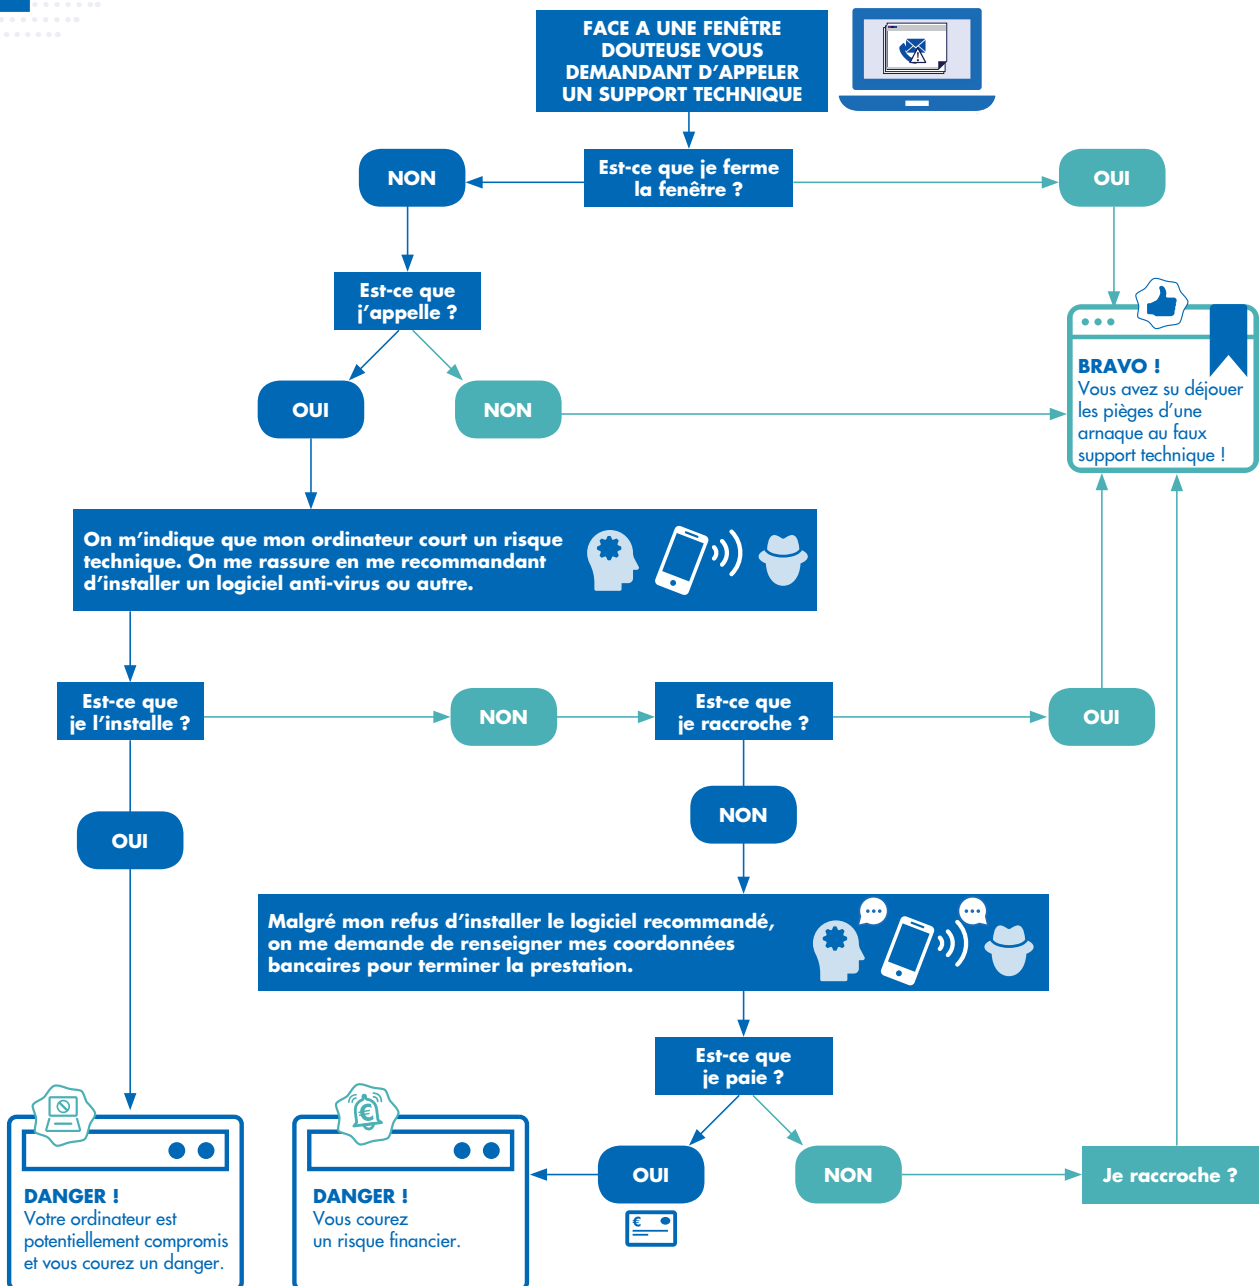 FACE A UNE FENÊTRE
DOUTEUSE VOUS
DEMANDANT D’APPELER
UN SUPPORT TECHNIQUE
NON
Est-ce que je ferme
la fenêtre ?
OUI
Est-ce que
j’appelle ?
BRAVO !
Vous avez su déjouer
les pièges d’une
arnaque au faux
support technique !
OUI
NON
On m’indique que mon ordinateur court un risque
technique. On me rassure en me recommandant
d’installer un logiciel anti-virus ou autre.
Est-ce que
je l’installe ?
NON
Est-ce que
je raccroche ?
OUI
NON
OUI
Malgré mon refus d’installer le logiciel recommandé,
on me demande de renseigner mes coordonnées
bancaires pour terminer la prestation.
Est-ce que
je paie ?
OUI
NON
Je raccroche ?
€
€
DANGER !
Votre ordinateur est
potentiellement compromis
et vous courez un danger.
DANGER !
Vous courez
un risque financier.